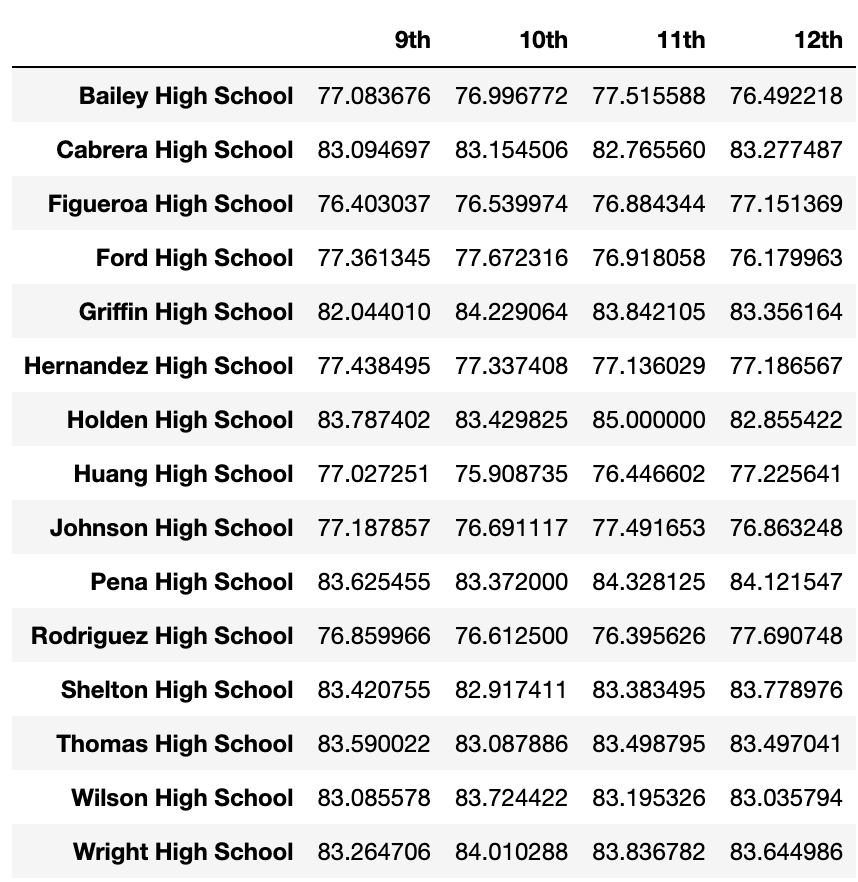 9th 10th 11th 12th
Bailey High School 77.083676 76.996772 77.515588 76.492218
Cabrera High School 83.094697 83.154506 82.765560 83.277487
Figueroa High School 76.403037 76.539974 76.884344 77.151369
Ford High School 77.361345 77.672316 76.918058 76.179963
Griffin High School 82.044010 84.229064 83.842105 83.356164
Hernandez High School 77.438495 77.337408 77.136029 77.186567
Holden High School 83.787402 83.429825 85.000000 82.855422
Huang High School 77.027251 75.908735 76.446602 77.225641
Johnson High School 77.187857 76.691117 77.491653 76.863248
Pena High School 83.625455 83.372000 84.328125 84.121547
Rodriguez High School 76.859966 76.612500 76.395626 77.690748
Shelton High School 83.420755 82.917411 83.383495 83.778976
Thomas High School 83.590022 83.087886 83.498795 83.497041
Wilson High School 83.085578 83.724422 83.195326 83.035794
Wright High School 83.264706 84.010288 83.836782 83.644986